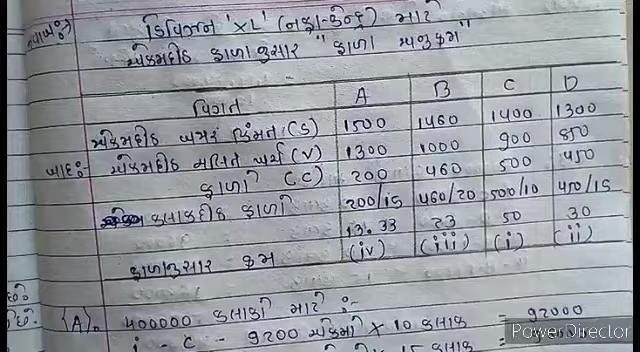 ડિવિઝન 'XL' (નફા-કેન્દ્ર) માટે
એકમદીઠ ફાળાનુસાર "ફાળા અનુક્રમ"
વિગત A B C D
એકમદીઠ અસર કિંમત (S) 1500 1460 1400 1300
બાદઃ- એકમદીઠ ચલિત ખર્ચ (V) 1300 1000 900 850
ફાળો (C) 200 460 500 450
કલાકદીઠ ફાળો 200/15 460/20 500/10 450/15
13.33 23 50 30
ફાળાનુસાર ક્રમ (iv) (iii) (i) (ii)
{A}. 400000 કલાકો માટે :-
i - C - 9200 એકમો X 10 કલાક = 92000
15 કલાક
PowerDirector